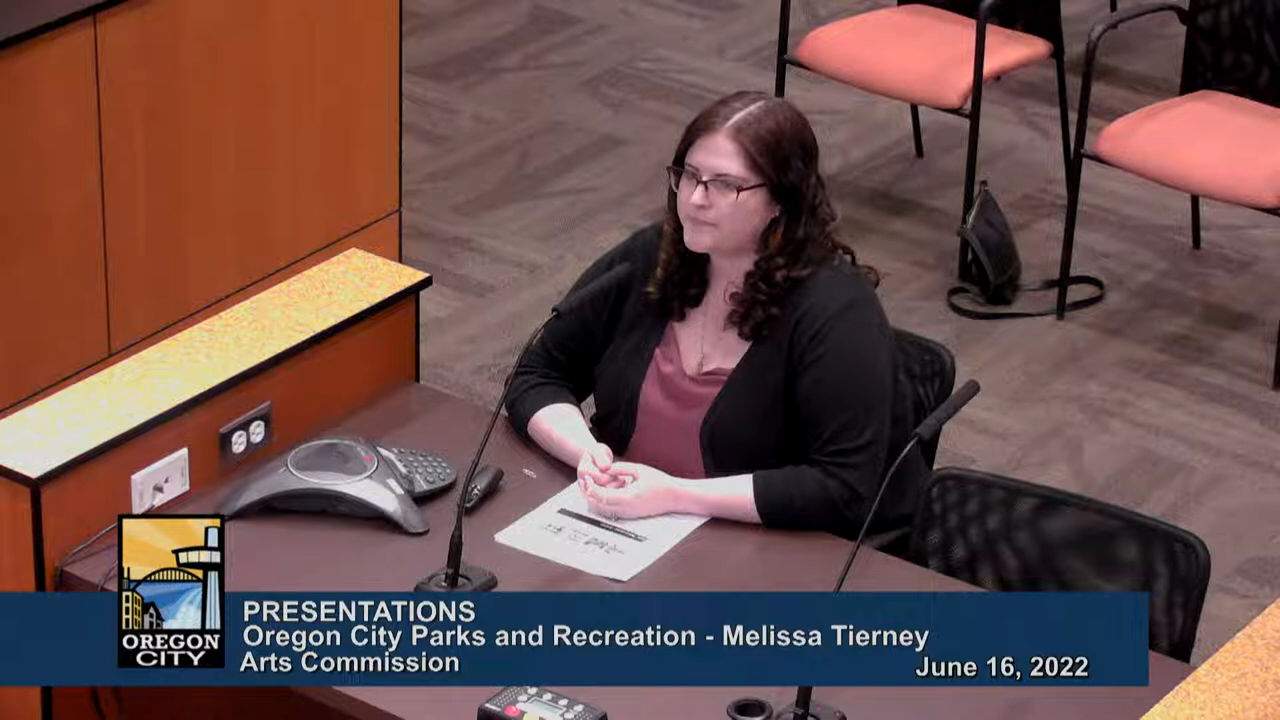 PRESENTATIONS
Oregon City Parks and Recreation - Melissa Tierney
Arts Commission
June 16, 2022
OREGON
CITY